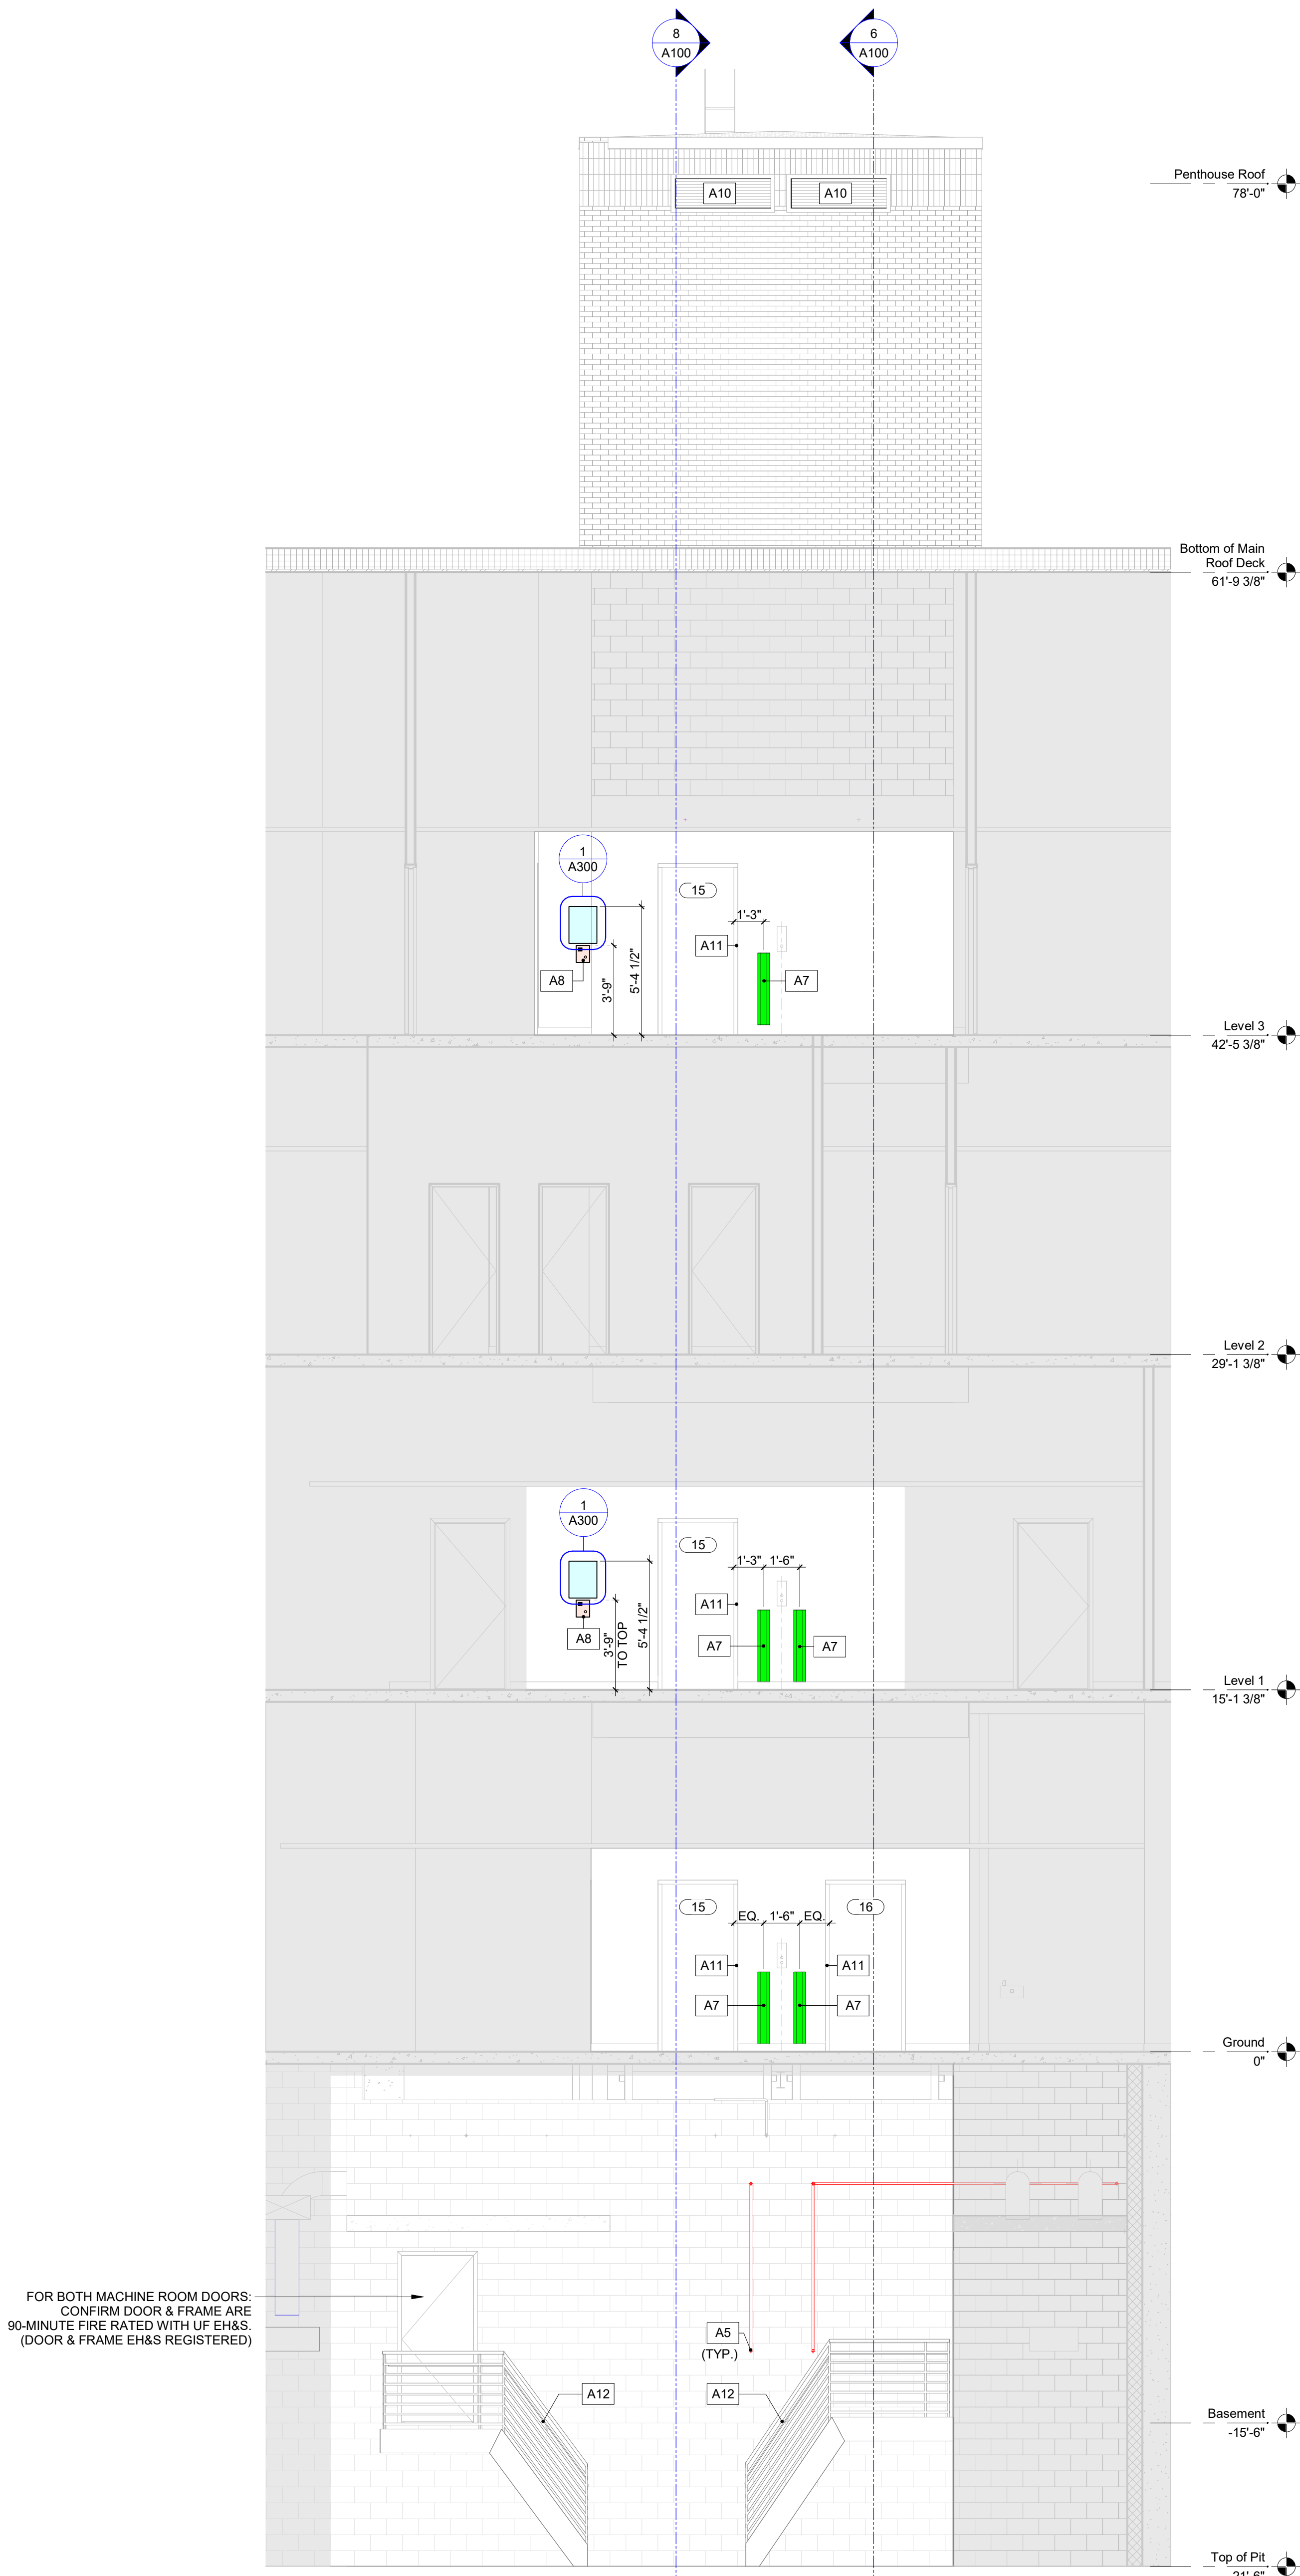 8
A100
6
A100
Penthouse Roof
78'-0"
A10
A10
Bottom of Main
Roof Deck
61'-9 3/8"
1
A300
15
1'-3"
A11
A8
3'-9"
5'-4 1/2"
A7
Level 3
42'-5 3/8"
Level 2
29'-1 3/8"
1
A300
15
1'-3"
1'-6"
A11
A8
3'-9"
TO TOP
5'-4 1/2"
A7
A7
Level 1
15'-1 3/8"
15
EQ.
1'-6"
EQ.
16
A11
A11
A7
A7
Ground
0"
FOR BOTH MACHINE ROOM DOORS:
CONFIRM DOOR & FRAME ARE
90-MINUTE FIRE RATED WITH UF EH&S.
(DOOR & FRAME EH&S REGISTERED)
A5
(TYP.)
A12
A12
Basement
-15'-6"
Top of Pit
-21'-6"